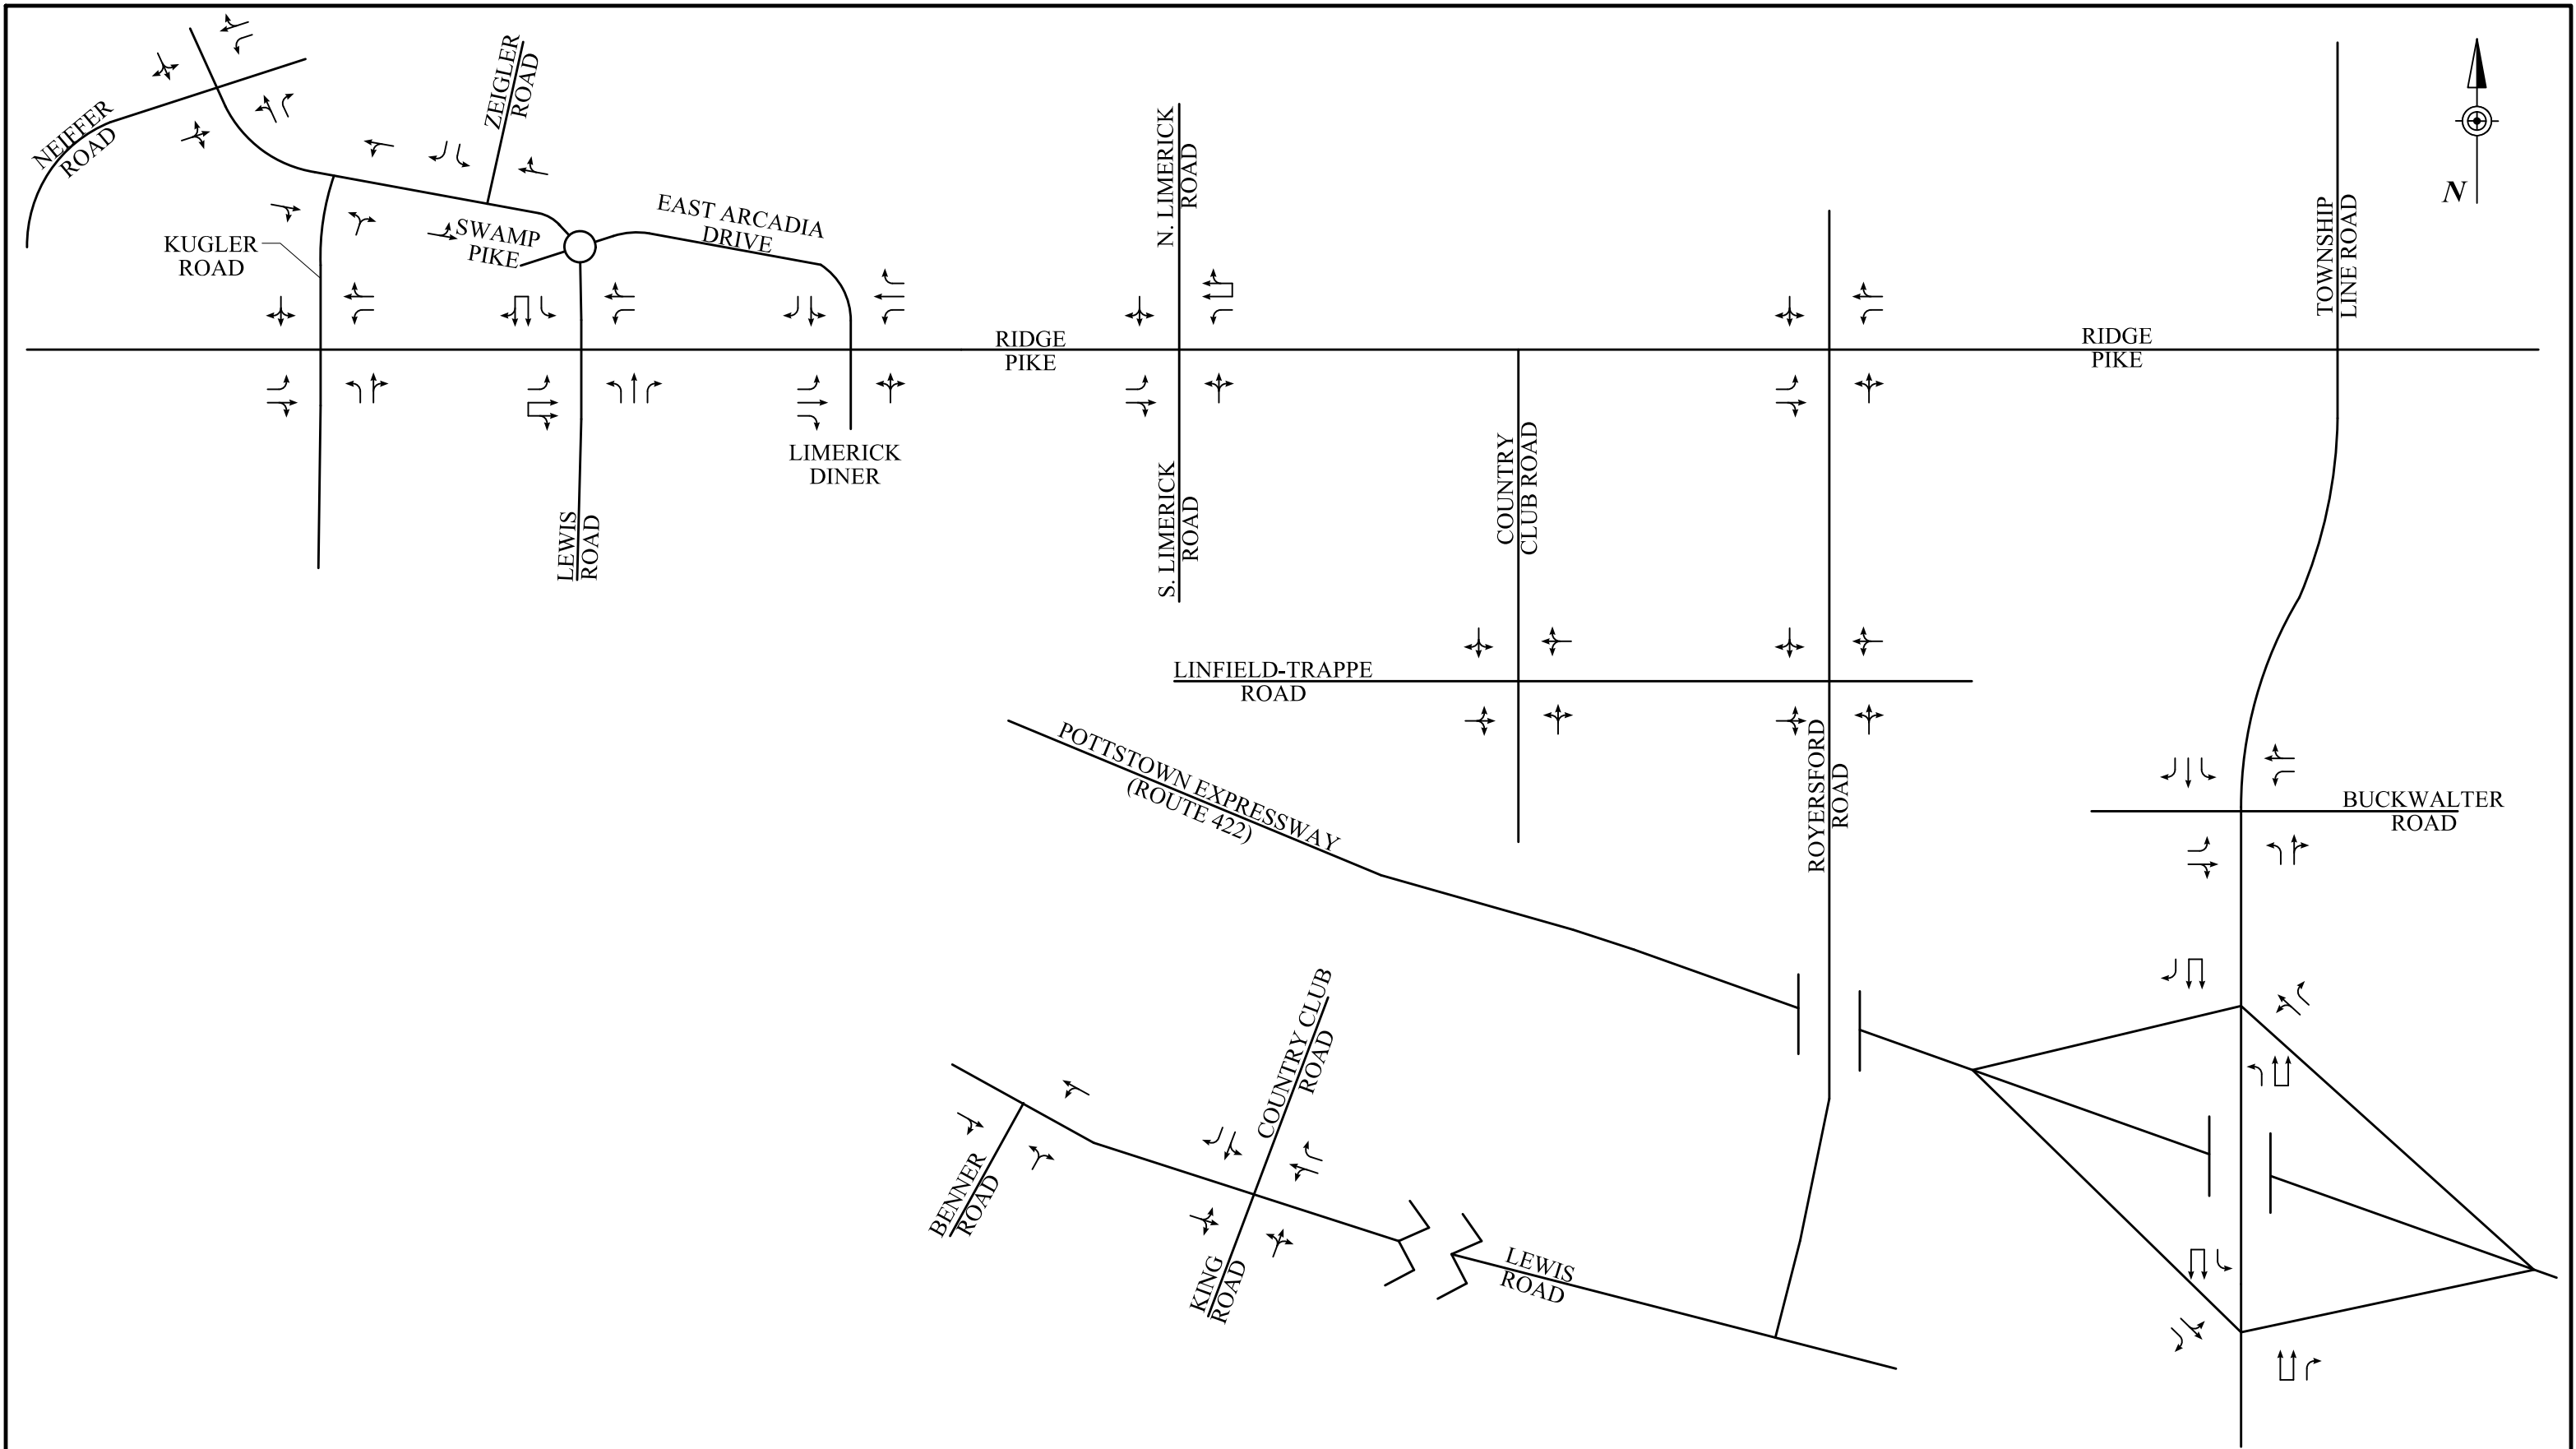 NEIFFER
ROAD
ZEIGLER
ROAD
KUGLER
ROAD
SWAMP
PIKE
EAST ARCADIA
DRIVE
N. LIMERICK
ROAD
TOWNSHIP
LINE ROAD
N
RIDGE
PIKE
RIDGE
PIKE
LIMERICK
DINER
LEWIS
ROAD
S. LIMERICK
ROAD
COUNTRY
CLUB ROAD
LINFIELD-TRAPPE
ROAD
POTTSTOWN EXPRESSWAY
(ROUTE 422)
ROYERSFORD
ROAD
BUCKWALTER
ROAD
COUNTRY CLUB
ROAD
BENNER
ROAD
KING
ROAD
LEWIS
ROAD